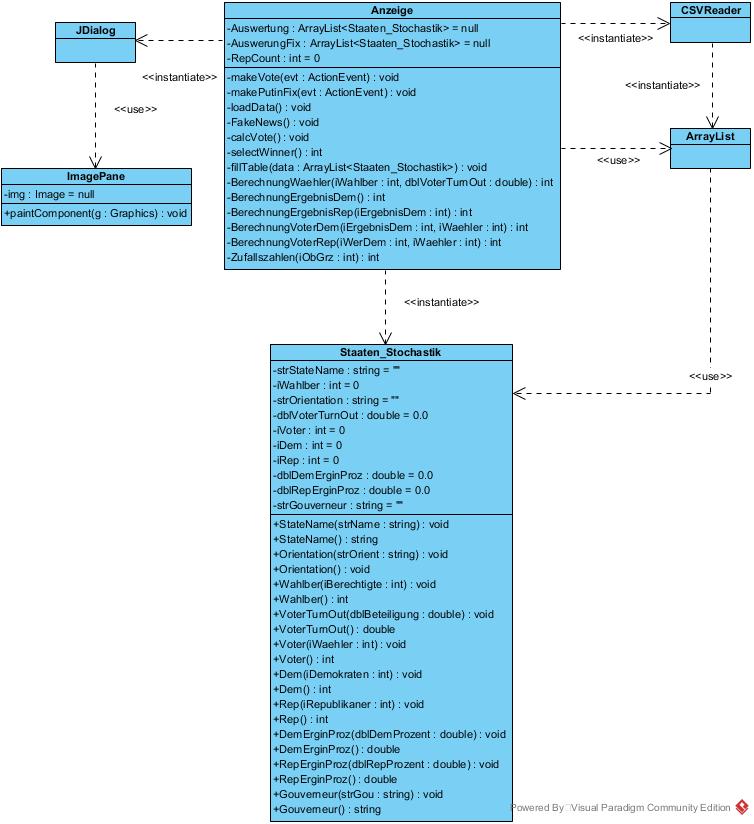 JDialog
<<instantiate>>
<<use>>
ImagePane
-img : Image = null
+paintComponent(g : Graphics) : void
Anzeige
-Auswertung : ArrayList<Staaten_Stochastik> = null
-AuswerungFix : ArrayList<Staaten_Stochastik> = null
-RepCount : int = 0
-makeVote(evt : ActionEvent) : void
-makePutinFix(evt : ActionEvent) : void
-loadData() : void
-FakeNews() : void
-calcVote() : void
-selectWinner() : int
-fillTable(data : ArrayList<Staaten_Stochastik>) : void
-BerechnungWaehler(iWahlber : int, dblVoterTurnOut : double) : int
-BerechnungErgebnisDem() : int
-BerechnungErgebnisRep(iErgebnisDem : int) : int
-BerechnungVoterDem(iErgebnisDem : int, iWaehler : int) : int
-BerechnungVoterRep(iWerDem : int, iWaehler : int) : int
-Zufallszahlen(iObGrz : int) : int
<<instantiate>>
CSVReader
<<instantiate>>
ArrayList
<<use>>
<<instantiate>>
<<use>>
Staaten_Stochastik
-strStateName : string = ""
-iWahlber : int = 0
-strOrientation : string = ""
-dblVoterTurnOut : double = 0.0
-iVoter : int = 0
-iDem : int = 0
-iRep : int = 0
-dblDemErginProz : double = 0.0
-dblRepErginProz : double = 0.0
-strGouverneur : string = ""
+StateName(strName : string) : void
+StateName() : string
+Orientation(strOrient : string) : void
+Orientation() : void
+Wahlber(iBerechtigte : int) : void
+Wahlber() : int
+VoterTurnOut(dblBeteiligung : double) : void
+VoterTurnOut() : double
+Voter(iWaehler : int) : void
+Voter() : int
+Dem(iDemokraten : int) : void
+Dem() : int
+Rep(iRepublikaner : int) : void
+Rep() : int
+DemErginProz(dblDemProzent : double) : void
+DemErginProz() : double
+RepErginProz(dblRepProzent : double) : void
+RepErginProz() : double
+Gouverneur(strGou : string) : void
+Gouverneur() : string
Powered By Visual Paradigm Community Edition